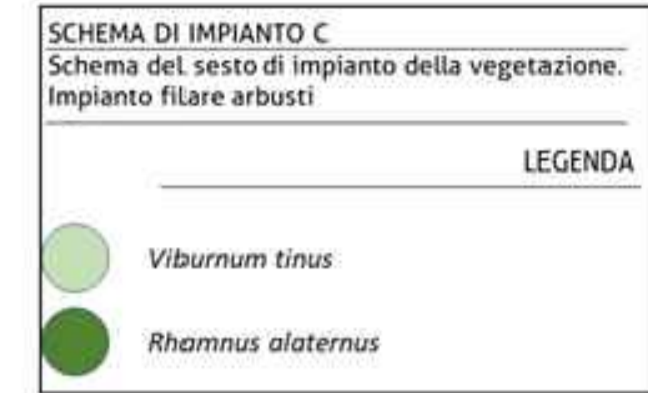 SCHEMA DI IMPIANTO C
Schema del sesto di impianto della vegetazione.
Impianto filare arbusti
LEGENDA
Viburnum tinus
Rhamnus alaternus